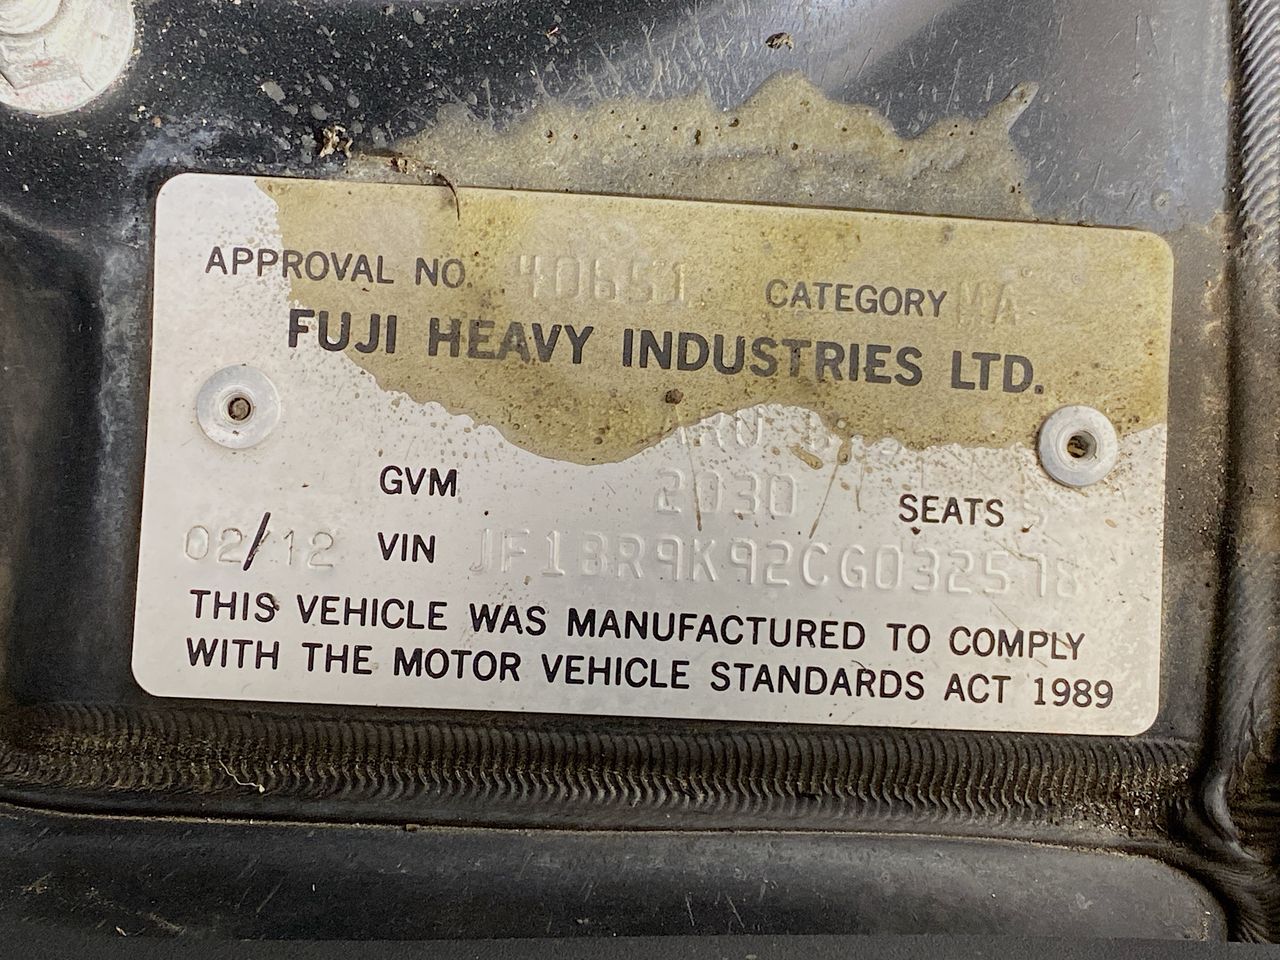 APPROVAL NO. 40651 CATEGORY MA
FUJI HEAVY INDUSTRIES LTD.
GVM 2030 SEATS 5
02/12 VIN JF1BR9K92CG032578
THIS VEHICLE WAS MANUFACTURED TO COMPLY
WITH THE MOTOR VEHICLE STANDARDS ACT 1989